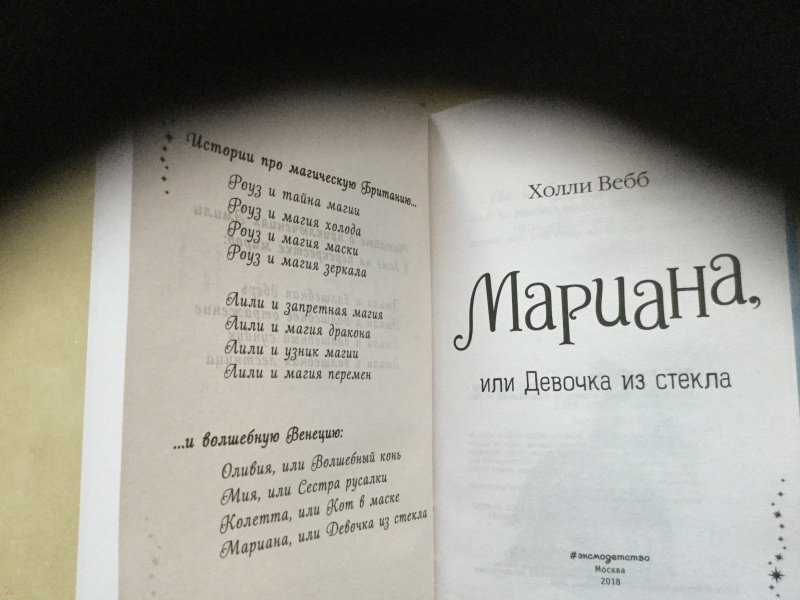 Истории про магическую Британию...
Роуз и тайна магии
Роуз и магия холода
Роуз и магия маски
Роуз и магия зеркала
Лили и запретная магия
Лили и магия дракона
Лили и узник магии
Лили и магия перемен
...и волшебную Венецию:
Оливия, или Волшебный конь
Мия, или Сестра русалки
Колетта, или Кот в маске
Мариана, или Девочка из стекла
Холли Вебб
Мариана,
или Девочка из стекла
#эксмодетство
Москва
2018